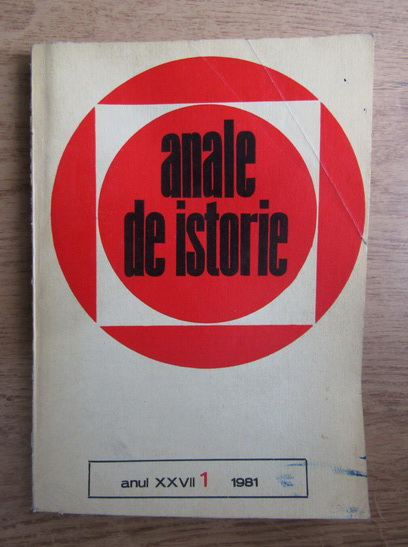 anale
de istorie
anul XXVII 1 1981